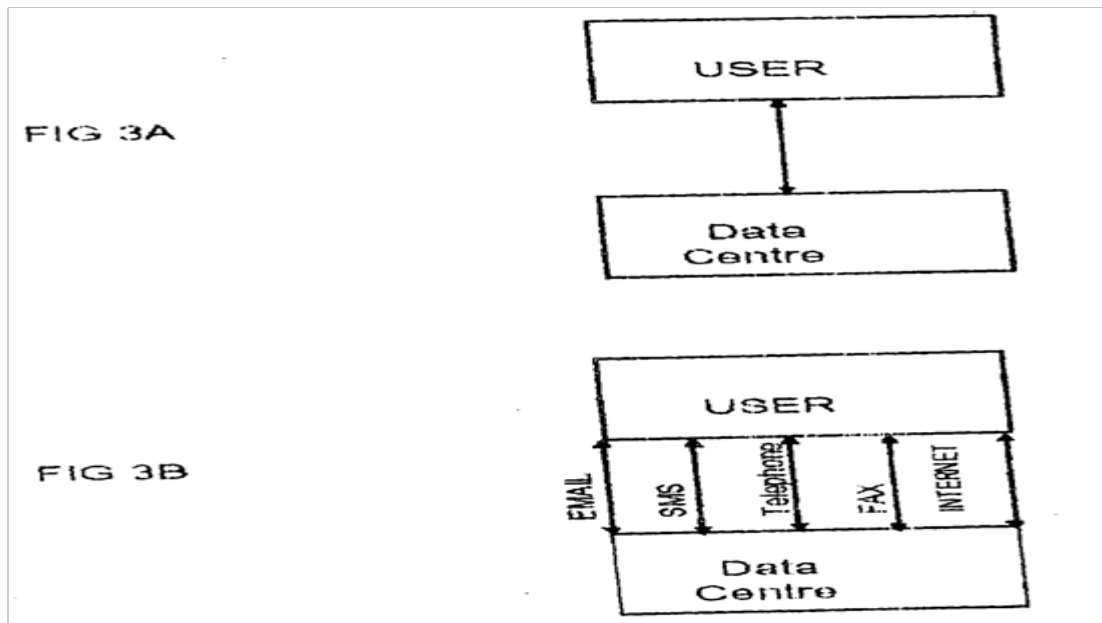 USER
FIG 3A
Data
Centre
USER
FIG 3B
EMAIL
SMS
Telephone
FAX
INTERNET
Data
Centre